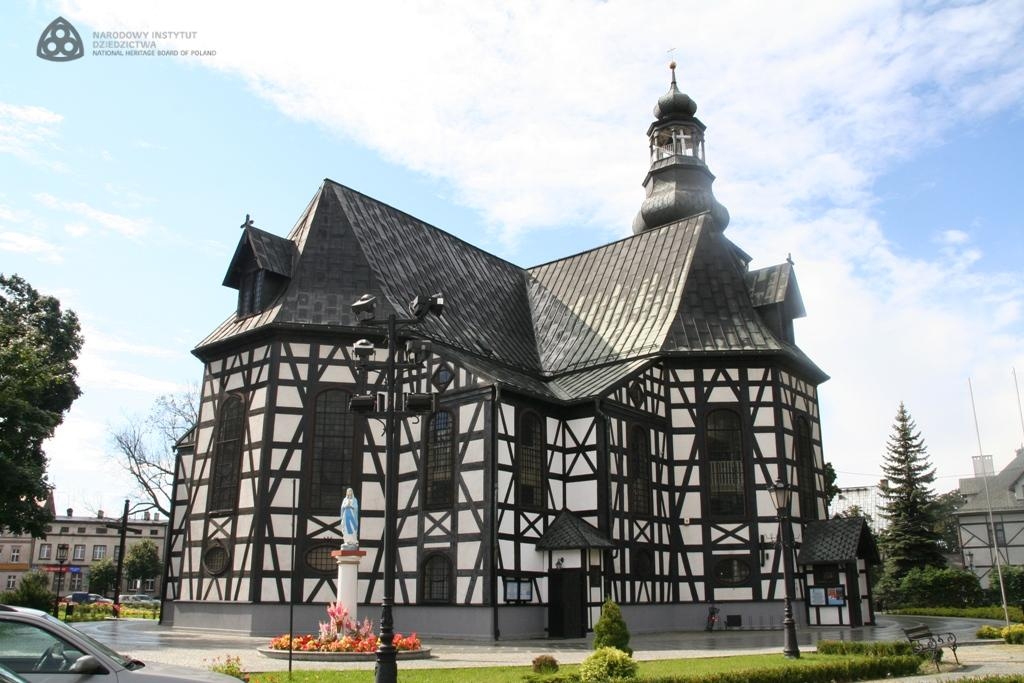 NARODOWY INSTYTUT
DZIEDZICTWA
NATIONAL HERITAGE BOARD OF POLAND